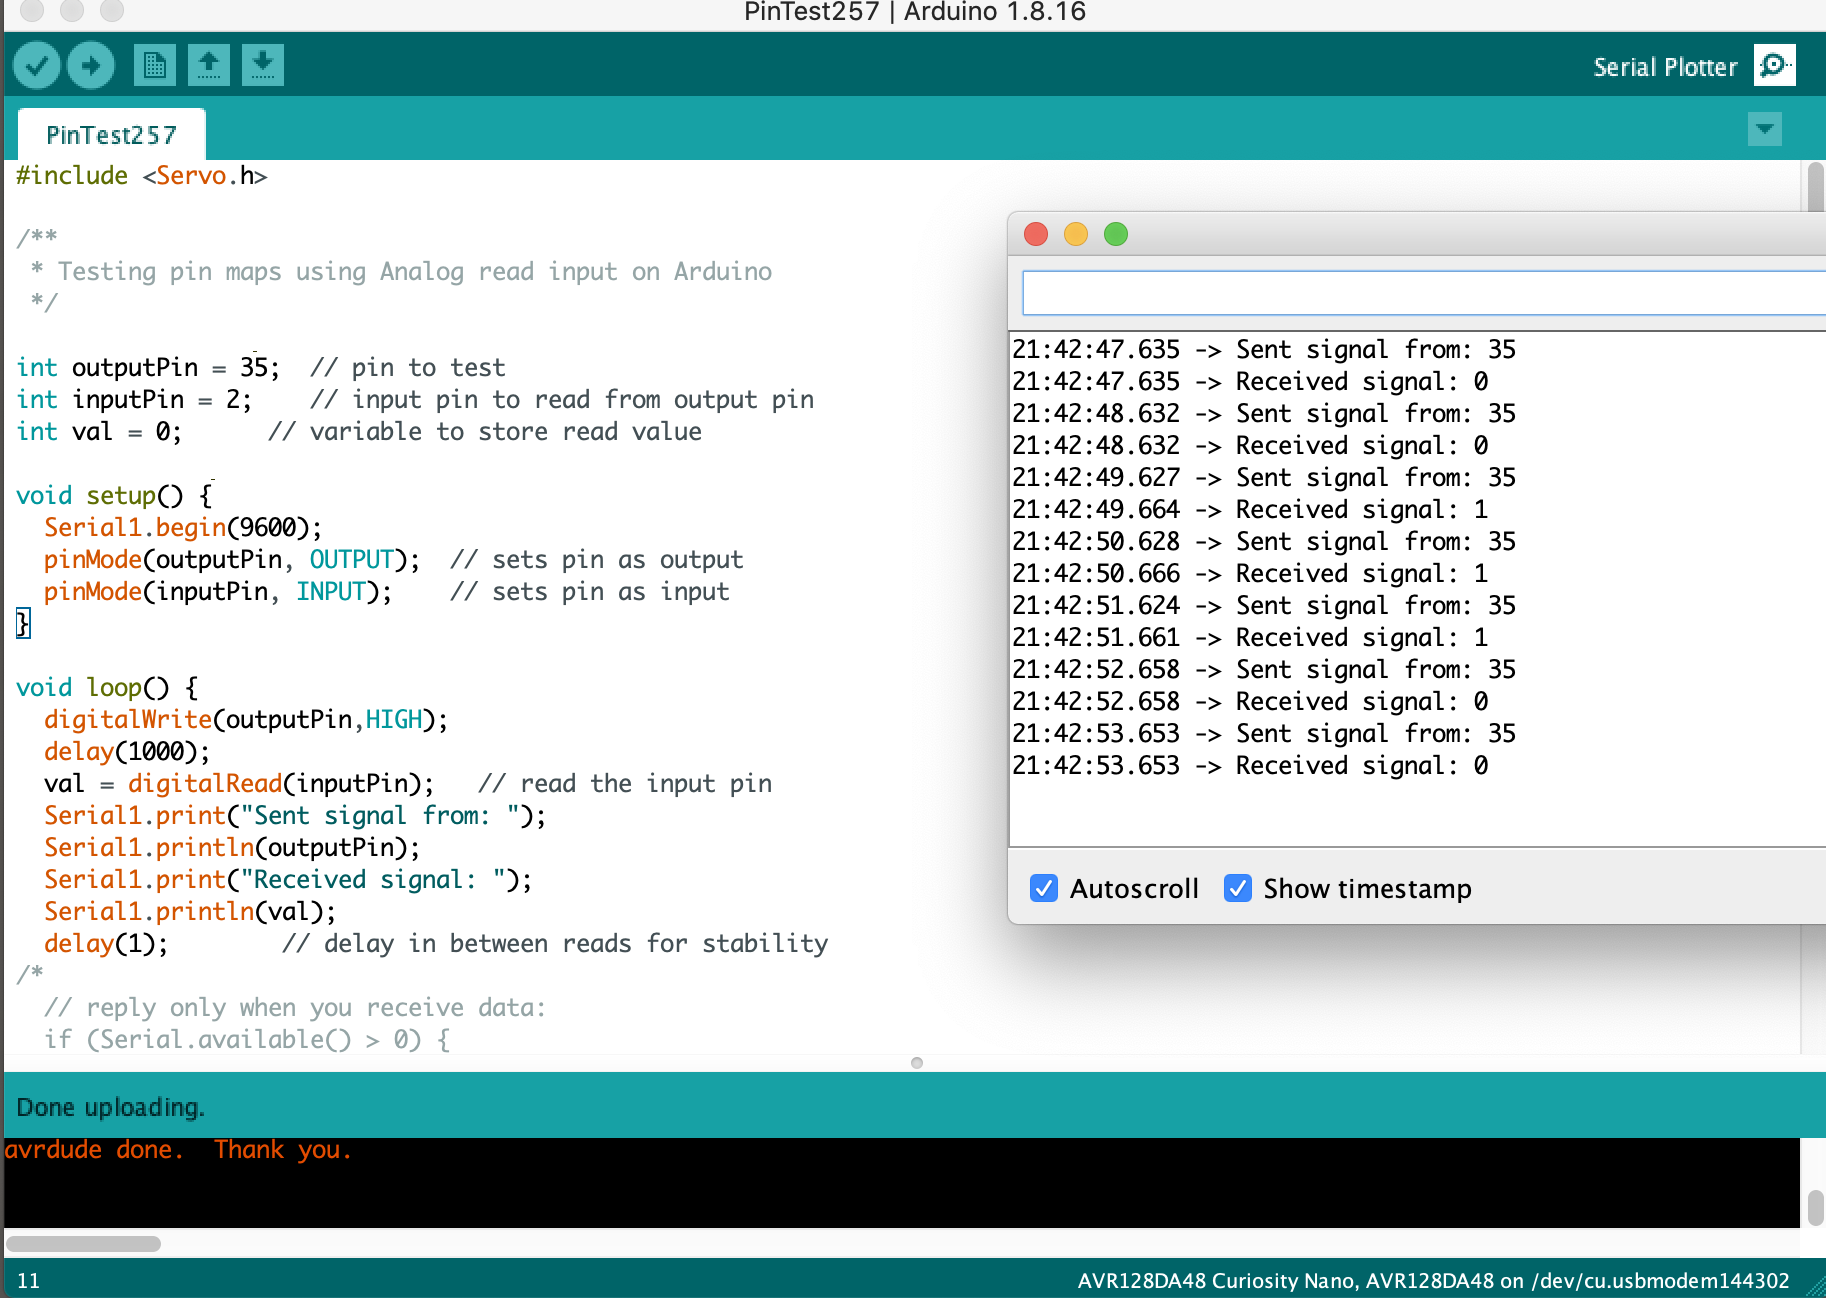 PinTest257 | Arduino 1.8.16
Serial Plotter
PinTest257
#include <Servo.h>
/**
 * Testing pin maps using Analog read input on Arduino
 */
int outputPin = 35;  // pin to test
int inputPin = 2;    // input pin to read from output pin
int val = 0;      // variable to store read value
void setup() {
  Serial1.begin(9600);
  pinMode(outputPin, OUTPUT);  // sets pin as output
  pinMode(inputPin, INPUT);    // sets pin as input
}
void loop() {
  digitalWrite(outputPin,HIGH);
  delay(1000);
  val = digitalRead(inputPin);   // read the input pin
  Serial1.print("Sent signal from: ");
  Serial1.println(outputPin);
  Serial1.print("Received signal: ");
  Serial1.println(val);
  delay(1);        // delay in between reads for stability
/*
  // reply only when you receive data:
  if (Serial.available() > 0) {
21:42:47.635 -> Sent signal from: 35
21:42:47.635 -> Received signal: 0
21:42:48.632 -> Sent signal from: 35
21:42:48.632 -> Received signal: 0
21:42:49.627 -> Sent signal from: 35
21:42:49.664 -> Received signal: 1
21:42:50.628 -> Sent signal from: 35
21:42:50.666 -> Received signal: 1
21:42:51.624 -> Sent signal from: 35
21:42:51.661 -> Received signal: 1
21:42:52.658 -> Sent signal from: 35
21:42:52.658 -> Received signal: 0
21:42:53.653 -> Sent signal from: 35
21:42:53.653 -> Received signal: 0
Autoscroll Show timestamp
Done uploading.
avrdude done.  Thank you.
11
AVR128DA48 Curiosity Nano, AVR128DA48 on /dev/cu.usbmodem144302